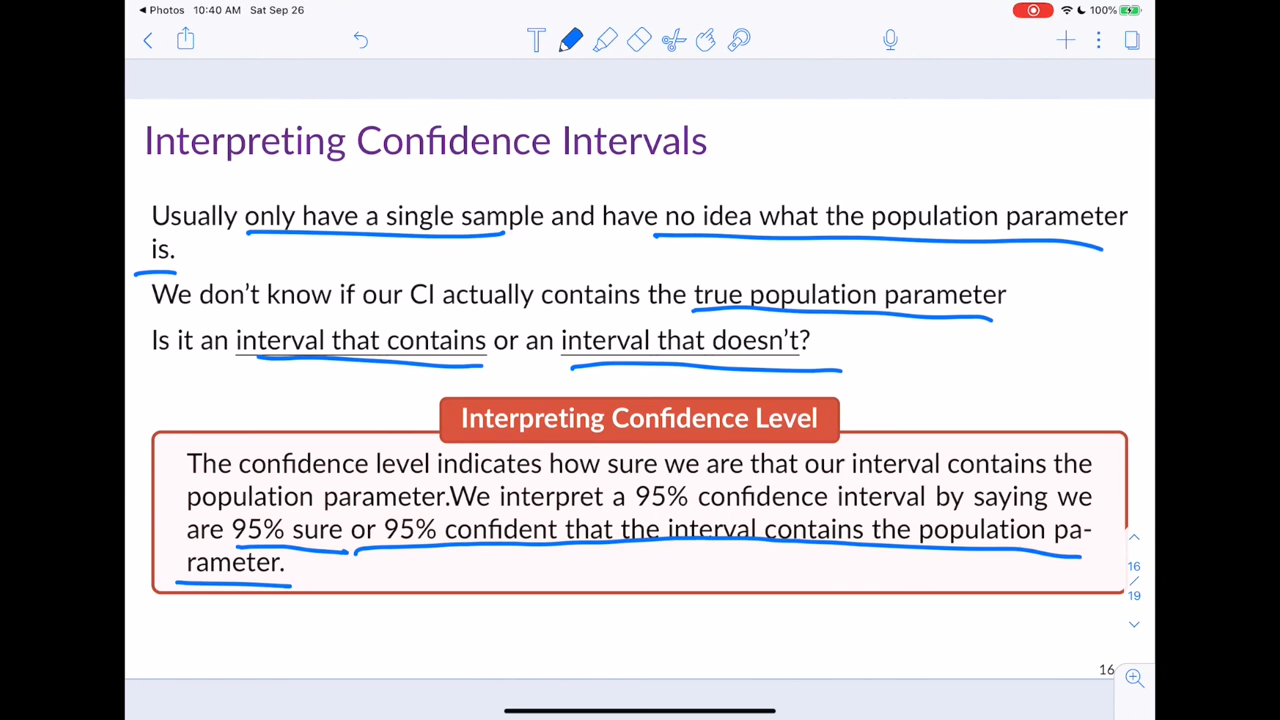 Photos 10:40 AM Sat Sep 26 100%
T
Interpreting Confidence Intervals
Usually only have a single sample and have no idea what the population parameter
is.
We don't know if our CI actually contains the true population parameter
Is it an interval that contains or an interval that doesn't?
Interpreting Confidence Level
The confidence level indicates how sure we are that our interval contains the
population parameter.We interpret a 95% confidence interval by saying we
are 95% sure or 95% confident that the interval contains the population pa-
rameter.
16
/
19
16